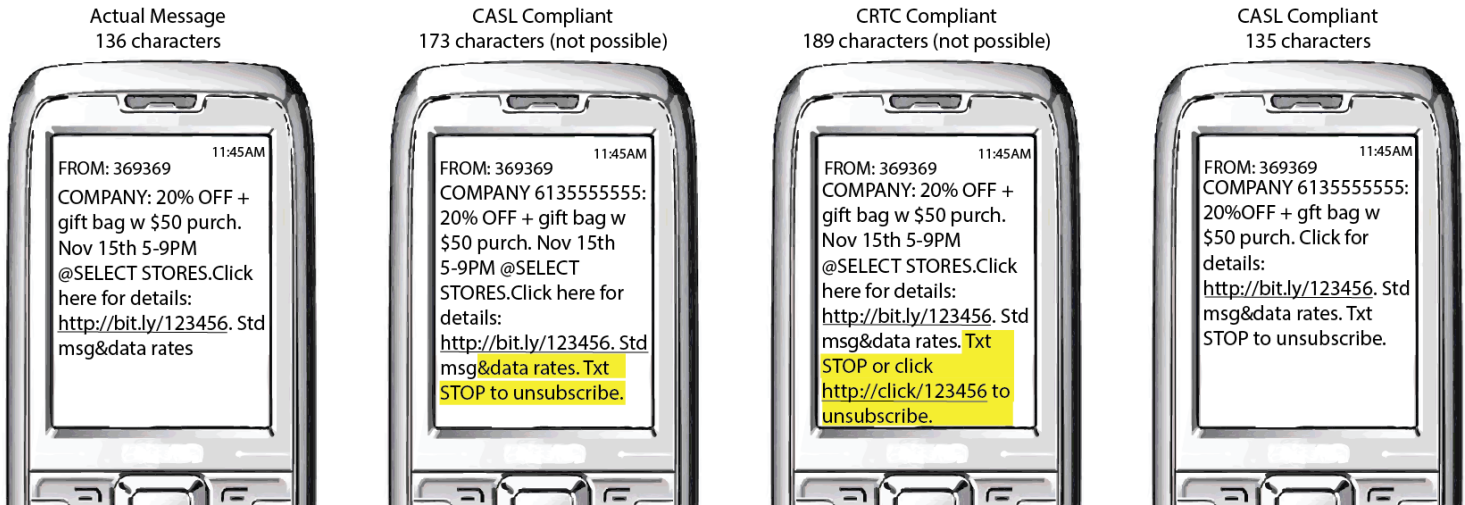 Actual Message
136 characters
11:45AM
FROM: 369369
COMPANY: 20% OFF +
gift bag w $50 purch.
Nov 15th 5-9PM
@SELECT STORES.Click
here for details:
http://bit.ly/123456. Std
msg&data rates
CASL Compliant
173 characters (not possible)
11:45AM
FROM: 369369
COMPANY 6135555555:
20% OFF + gift bag w
$50 purch. Nov 15th
5-9PM @SELECT
STORES.Click here for
details:
http://bit.ly/123456. Std
msg&data rates. Txt
STOP to unsubscribe.
CRTC Compliant
189 characters (not possible)
11:45AM
FROM: 369369
COMPANY: 20% OFF +
gift bag w $50 purch.
Nov 15th 5-9PM
@SELECT STORES.Click
here for details:
http://bit.ly/123456. Std
msg&data rates. Txt
STOP or click
http://click/123456 to
unsubscribe.
CASL Compliant
135 characters
11:45AM
FROM: 369369
COMPANY 6135555555:
20%OFF + gft bag w
$50 purch. Click for
details:
http://bit.ly/123456. Std
msg&data rates. Txt
STOP to unsubscribe.